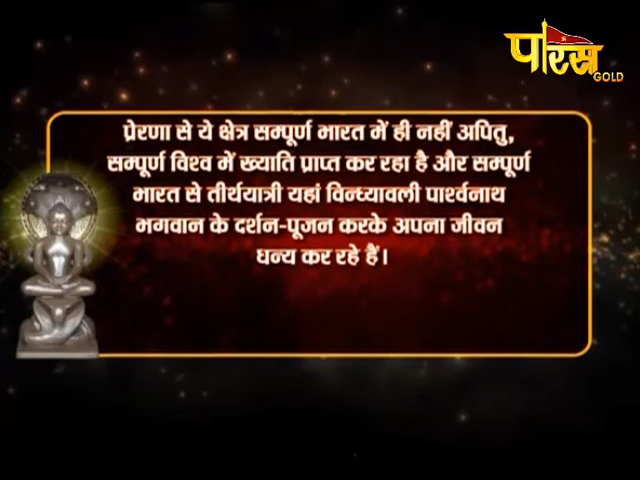 पारस
GOLD
प्रेरणा से ये क्षेत्र सम्पूर्ण भारत में ही नहीं अपितु,
सम्पूर्ण विश्व में ख्याति प्राप्त कर रहा है और सम्पूर्ण
भारत से तीर्थयात्री यहां विन्ध्यावली पार्श्वनाथ
भगवान के दर्शन-पूजन करके अपना जीवन
धन्य कर रहे हैं।